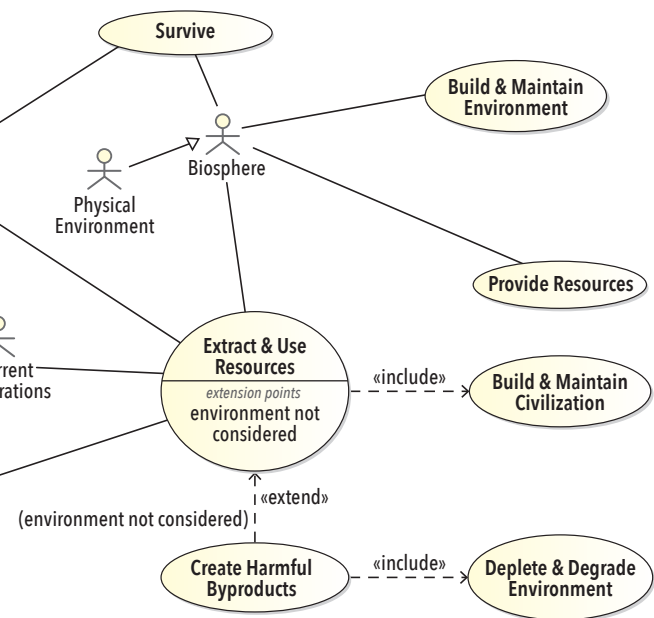 Survive
Build & Maintain
Environment
Biosphere
Physical
Environment
Provide Resources
Extract & Use
Resources
extension points
environment not
considered
«include»
Build & Maintain
Civilization
«extend»
(environment not considered)
Create Harmful
Byproducts
«include»
Deplete & Degrade
Environment